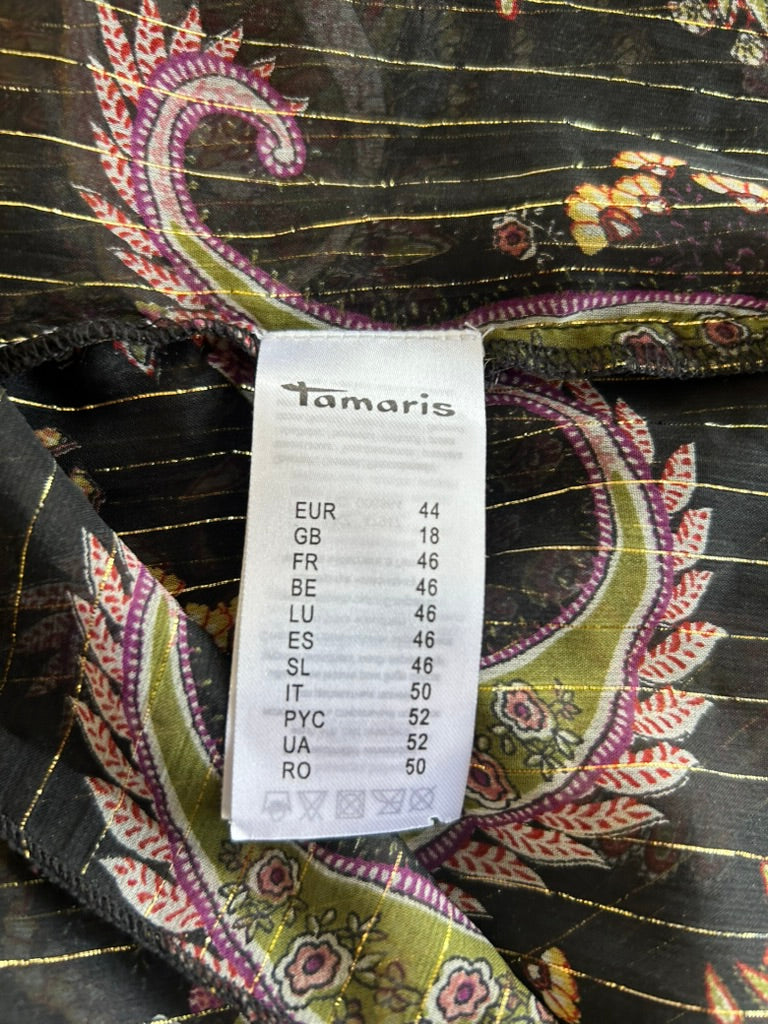 Tamaris
EUR 44
GB 18
FR 46
BE 46
LU 46
ES 46
SL 46
IT 50
PYC 52
UA 52
RO 50